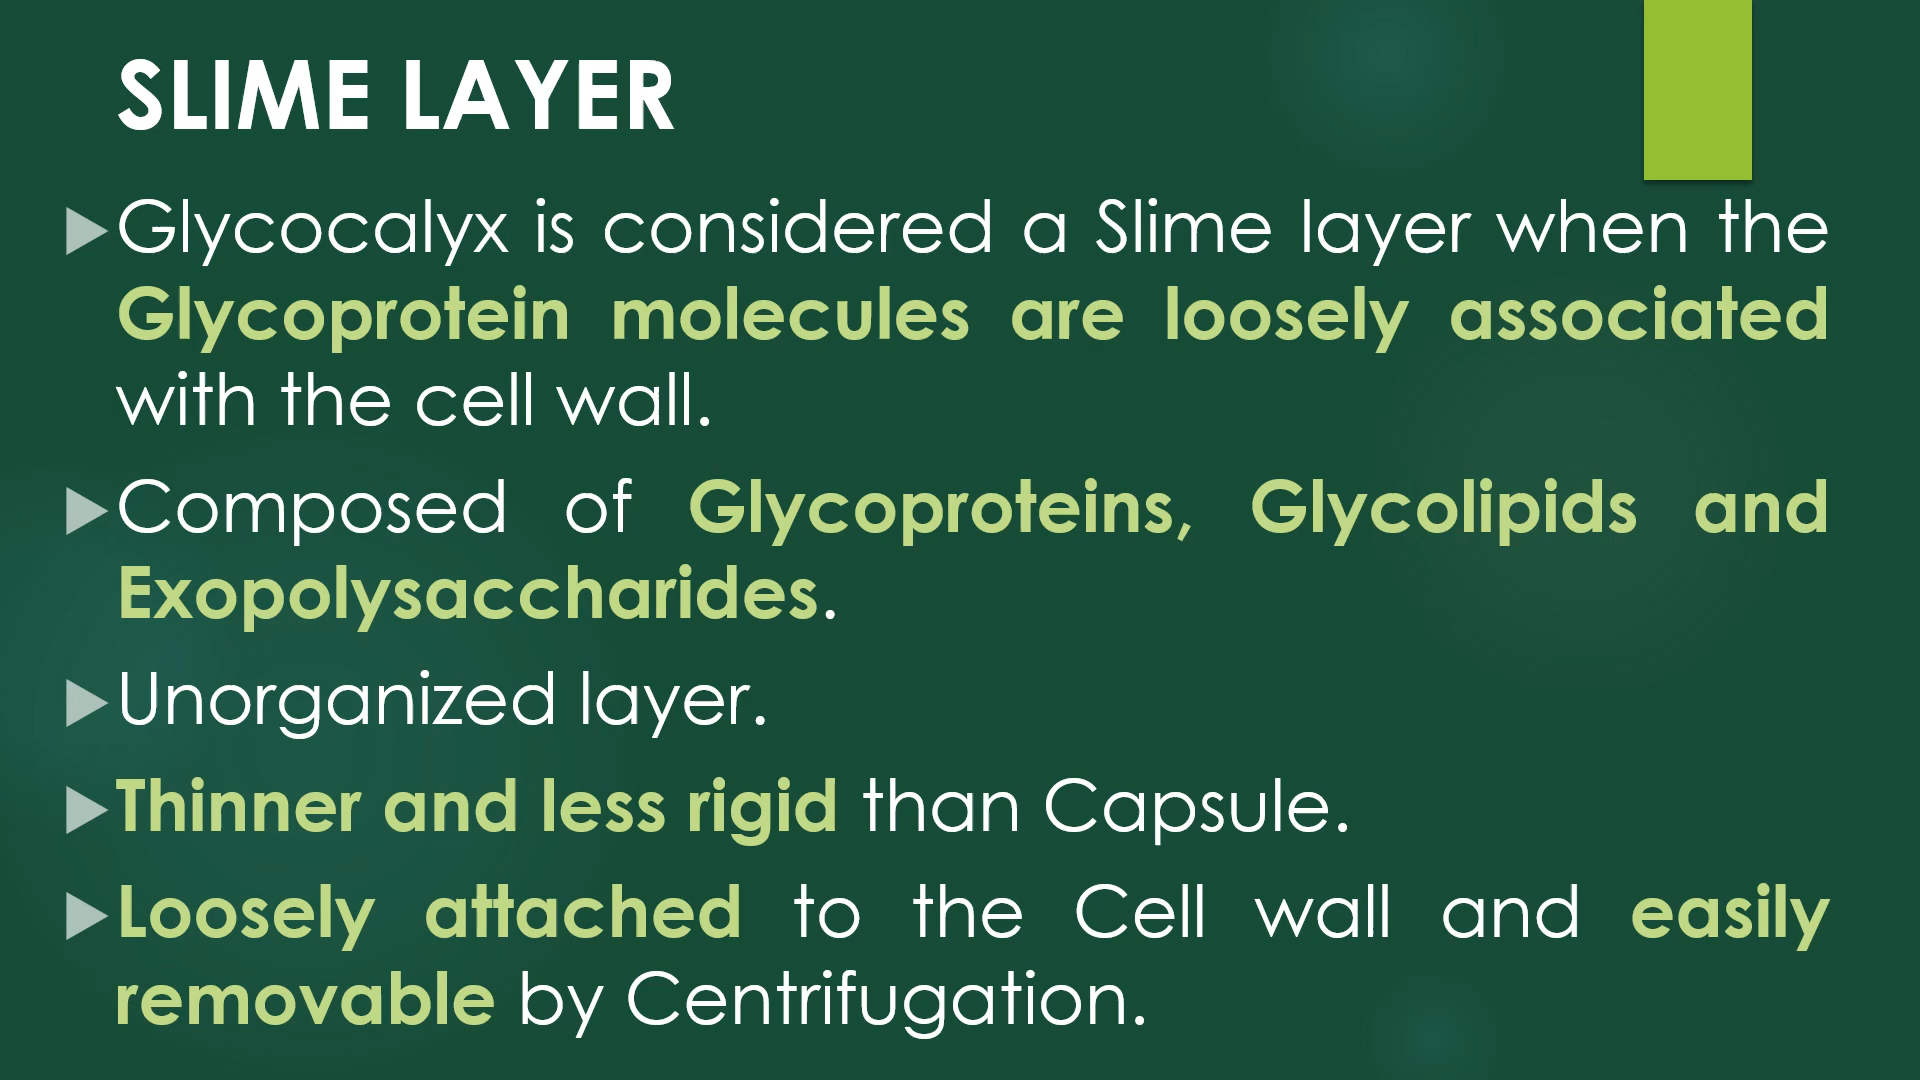 SLIME LAYER
Glycocalyx is considered a Slime layer when the
Glycoprotein molecules are loosely associated
with the cell wall.
Composed of Glycoproteins, Glycolipids and
Exopolysaccharides.
Unorganized layer.
Thinner and less rigid than Capsule.
Loosely attached to the Cell wall and easily
removable by Centrifugation.